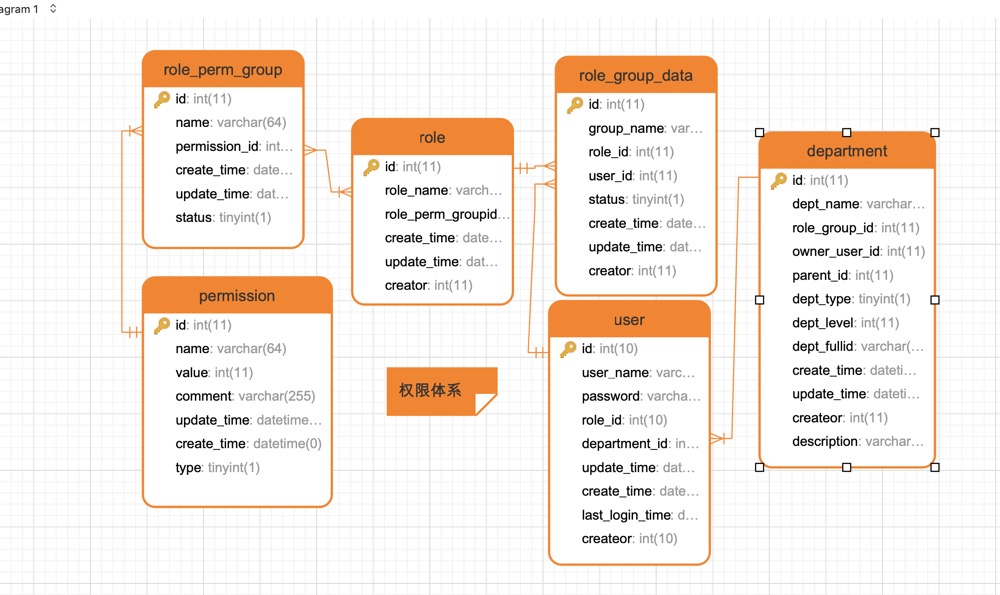 agram 1
role_perm_group
id: int(11)
name: varchar(64)
permission_id: int...
create_time: date...
update_time: dat...
status: tinyint(1)
permission
id: int(11)
name: varchar(64)
value: int(11)
comment: varchar(255)
update_time: datetime...
create_time: datetime(0)
type: tinyint(1)
role
id: int(11)
role_name: varch...
role_perm_groupid...
create_time: date...
update_time: dat...
creator: int(11)
权限体系
role_group_data
id: int(11)
group_name: var...
role_id: int(11)
user_id: int(11)
status: tinyint(1)
create_time: date...
update_time: dat...
creator: int(11)
user
id: int(10)
user_name: varc...
password: varcha...
role_id: int(10)
department_id: in...
update_time: dat...
create_time: date...
last_login_time: d...
createor: int(10)
department
id: int(11)
dept_name: varchar...
role_group_id: int(11)
owner_user_id: int(11)
parent_id: int(11)
dept_type: tinyint(1)
dept_level: int(11)
dept_fullid: varchar(...
create_time: dateti...
update_time: dateti...
createor: int(11)
description: varchar...